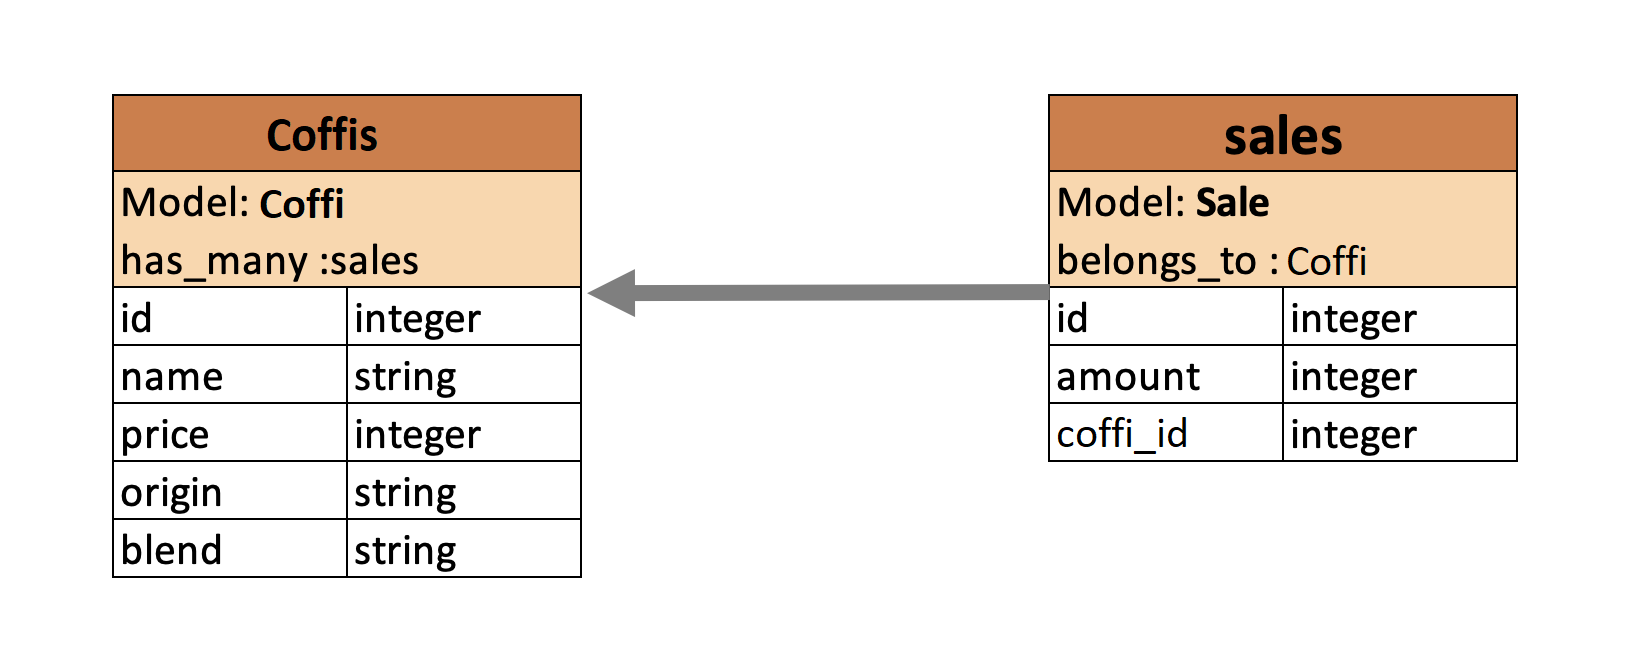 Coffis
Model: Coffi
has_many :sales
id integer
name string
price integer
origin string
blend string
sales
Model: Sale
belongs_to : Coffi
id integer
amount integer
coffi_id integer